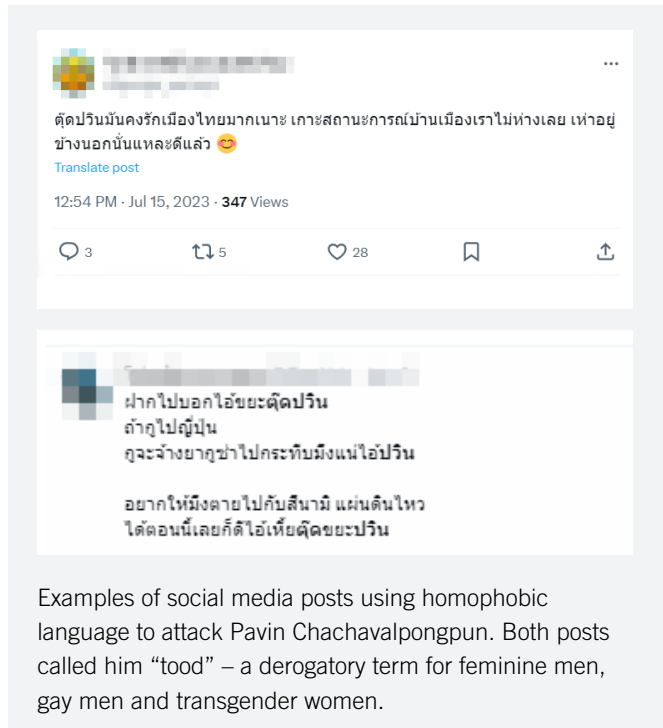 ตุ๊ดปวินมันคงรักเมืองไทยมากเนาะ เกาะสถานะการณ์บ้านเมืองเราไม่ห่างเลย เห่าอยู่
ข้างนอกนั่นแหละดีแล้ว 😊
Translate post
12:54 PM · Jul 15, 2023 · 347 Views
3 5 28
ฝากไปบอกไอ้ขยะตุ๊ดปวิน
ถ้ากูไปญี่ปุ่น
กูจะจ้างยากูซ่าไปกระทืบมึงแน่ไอ้ปวิน
อยากให้มึงตายไปกับสึนามิ แผ่นดินไหว
ได้ตอนนี้เลยก็ดีไอ้เหี้ยตุ๊ดขยะปวิน
Examples of social media posts using homophobic
language to attack Pavin Chachavalpongpun. Both posts
called him “tood” – a derogatory term for feminine men,
gay men and transgender women.